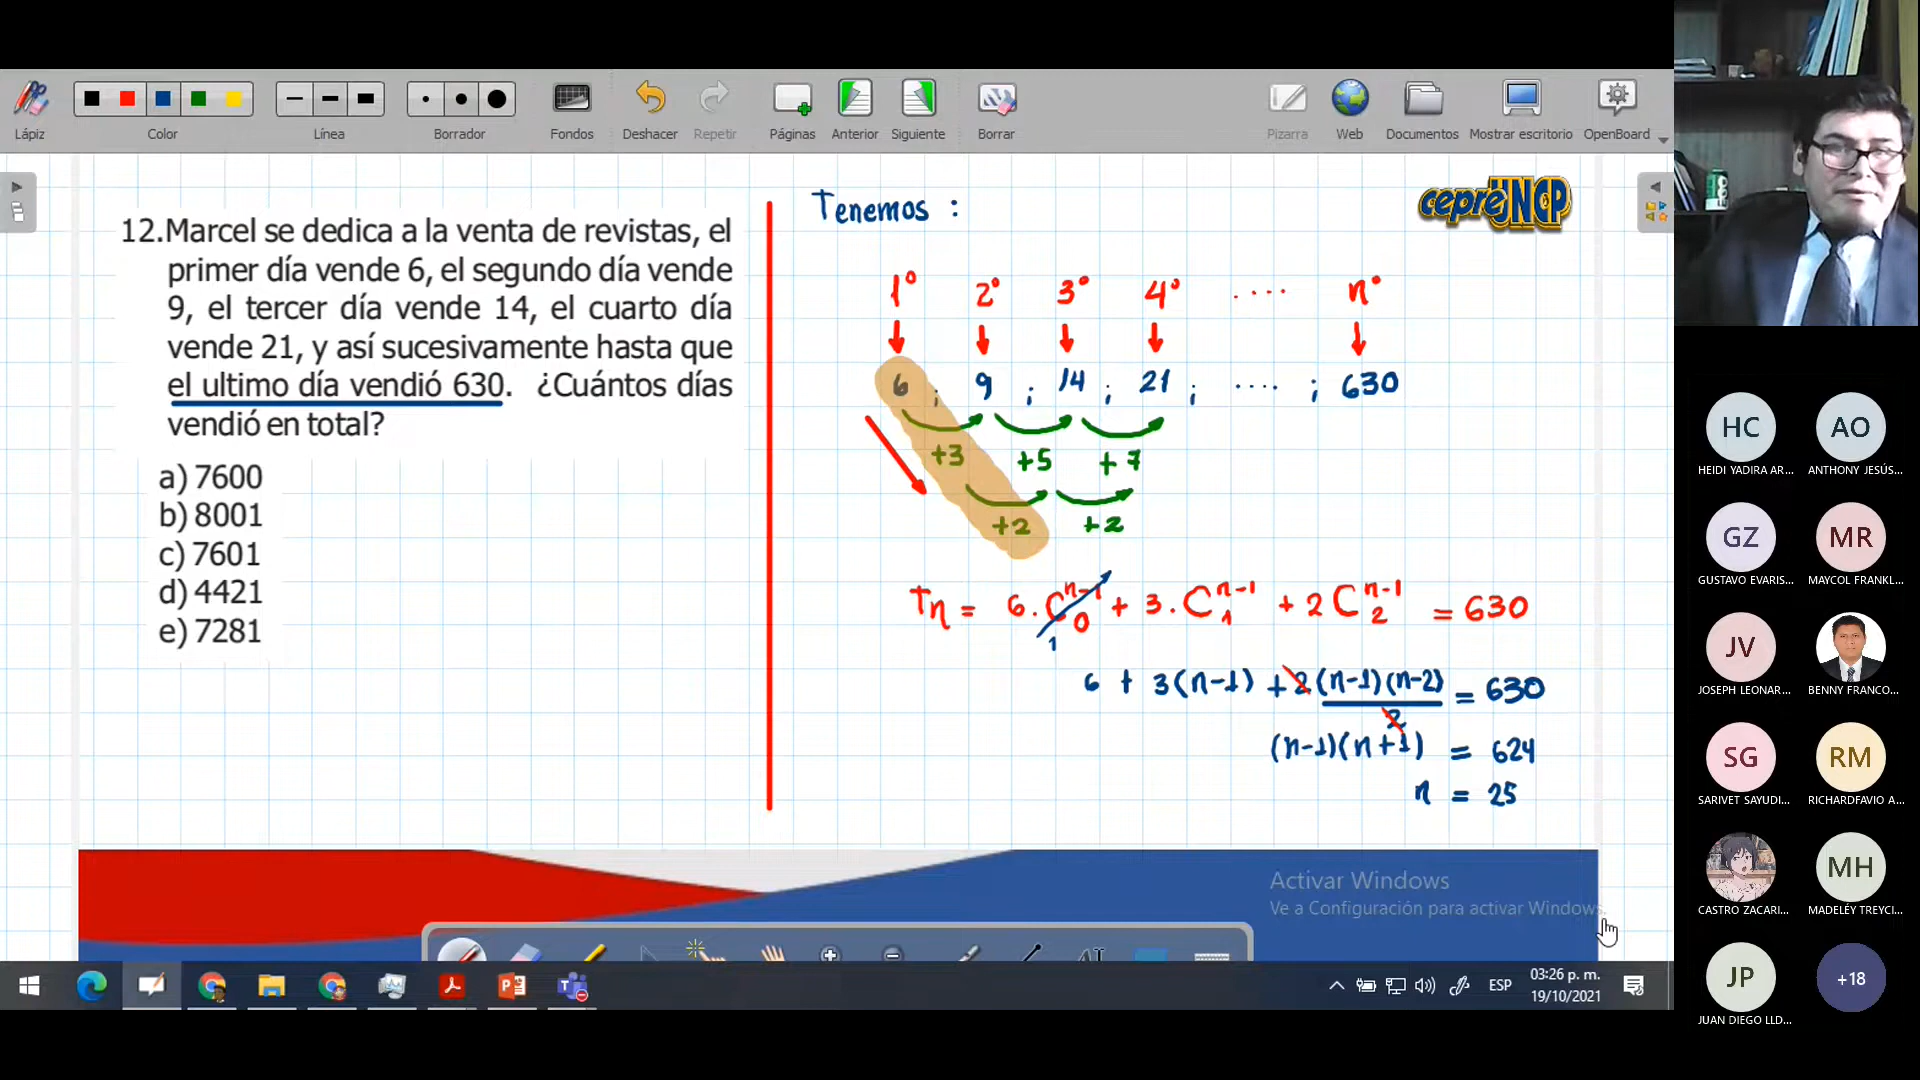 Lápiz
Color
Línea
Borrador
Fondos
Deshacer
Repetir
Páginas
Anterior
Siguiente
Borrar
Pizarra
Web
Documentos
Mostrar escritorio
OpenBoard
12.Marcel se dedica a la venta de revistas, el
primer día vende 6, el segundo día vende
9, el tercer día vende 14, el cuarto día
vende 21, y así sucesivamente hasta que
el ultimo día vendió 630. ¿Cuántos días
vendió en total?
a) 7600
b) 8001
c) 7601
d) 4421
e) 7281
Tenemos :
cepreUNCP
1° 2° 3° 4° .... n°
6 ; 9 ; 14 ; 21 ; .... ; 630
+3 +5 +7
+2 +2
Tn = 6. C₀ⁿ⁻¹ + 3. C₁ⁿ⁻¹ + 2 C₂ⁿ⁻¹ = 630
1
6 + 3(n-1) + 2(n-1)(n-2) = 630
2
(n-1)(n+1) = 624
n = 25
Activar Windows
Ve a Configuración para activar Windows.
ESP
03:26 p. m.
19/10/2021
HC
HEIDI YADIRA AR...
AO
ANTHONY JESÚS...
GZ
GUSTAVO EVARIS...
MR
MAYCOL FRANKL...
JV
JOSEPH LEONAR...
BENNY FRANCO...
SG
SARIVET SAYUDI...
RM
RICHARDFAVIO A...
CASTRO ZACARI...
MH
MADELÉY TREYCI...
JP
JUAN DIEGO LLD...
+18